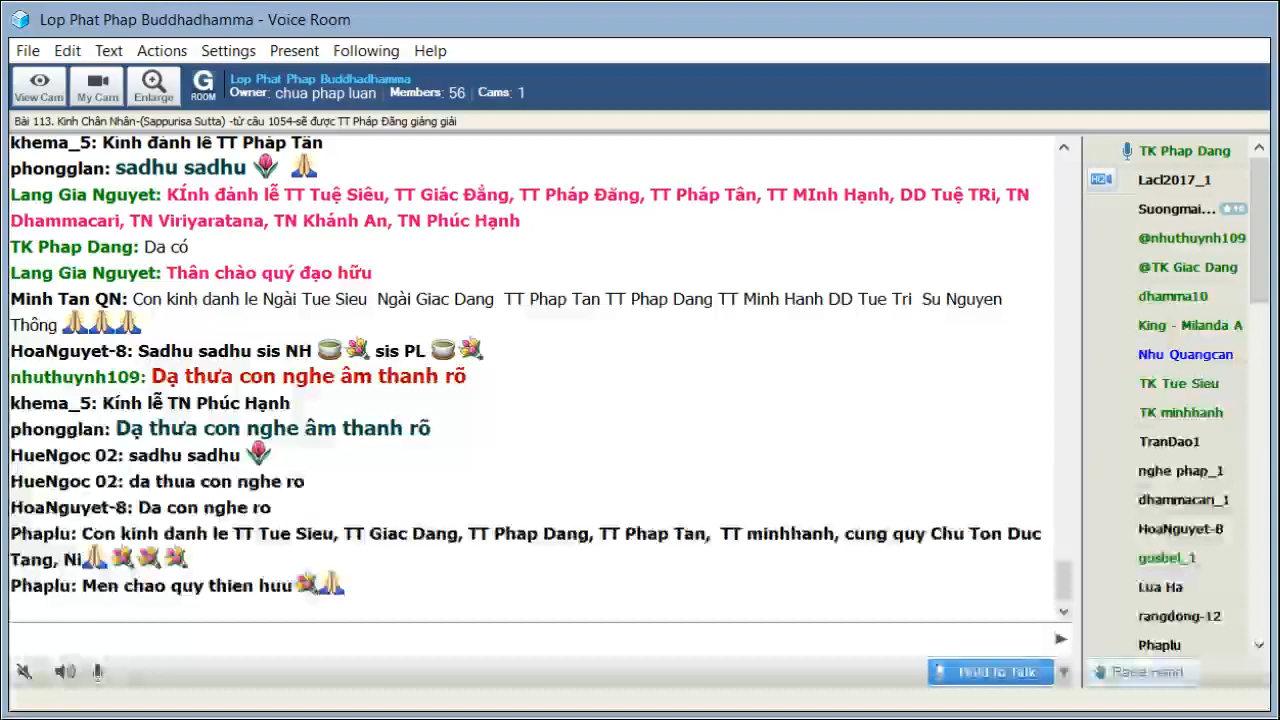 Lop Phat Phap Buddhadhamma - Voice Room
File Edit Text Actions Settings Present Following Help
View Cam My Cam Enlarge G ROOM
Lop Phat Phap Buddhadhamma
Owner: chua phap luan | Members: 56 | Cams: 1
Bài 113. Kinh Chân Nhân-(Sappurisa Sutta) -từ câu 1054-sẽ được TT Pháp Đăng giảng giải
khema_5: Kính đảnh lễ TT Pháp Tân
phongglan: sadhu sadhu
Lang Gia Nguyet: KÍnh đảnh lễ TT Tuệ Siêu, TT Giác Đẳng, TT Pháp Đăng, TT Pháp Tân, TT MInh Hạnh, DD Tuệ TRi, TN
Dhammacari, TN Viriyaratana, TN Khánh An, TN Phúc Hạnh
TK Phap Dang: Da có
Lang Gia Nguyet: Thân chào quý đạo hữu
Minh Tan QN: Con kinh danh le Ngài Tue Sieu Ngài Giac Dang TT Phap Tan TT Phap Dang TT Minh Hanh DD Tue Tri Su Nguyen
Thông
HoaNguyet-8: Sadhu sadhu sis NH sis PL
nhuthuynh109: Dạ thưa con nghe âm thanh rõ
khema_5: Kính lễ TN Phúc Hạnh
phongglan: Dạ thưa con nghe âm thanh rõ
HueNgoc 02: sadhu sadhu
HueNgoc 02: da thua con nghe ro
HoaNguyet-8: Da con nghe ro
Phaplu: Con kinh đanh le TT Tue Sieu, TT Giac Dang, TT Phap Dang, TT Phap Tan, TT minhhanh, cung quy Chu Ton Duc
Tang, Ni
Phaplu: Men chao quy thien huu
TK Phap Dang
HQ
Lacl2017_1
Suongmai...
@nhuthuynh109
@TK Giac Dang
dhamma10
King - Milanda A
Nhu Quangcan
TK Tue Sieu
TK minhhanh
TranDao1
nghe phap_1
dhammacari_1
HoaNguyet-8
gosbel_1
Lua Ha
rangdong-12
Phaplu
Hold to Talk
Raise Hand